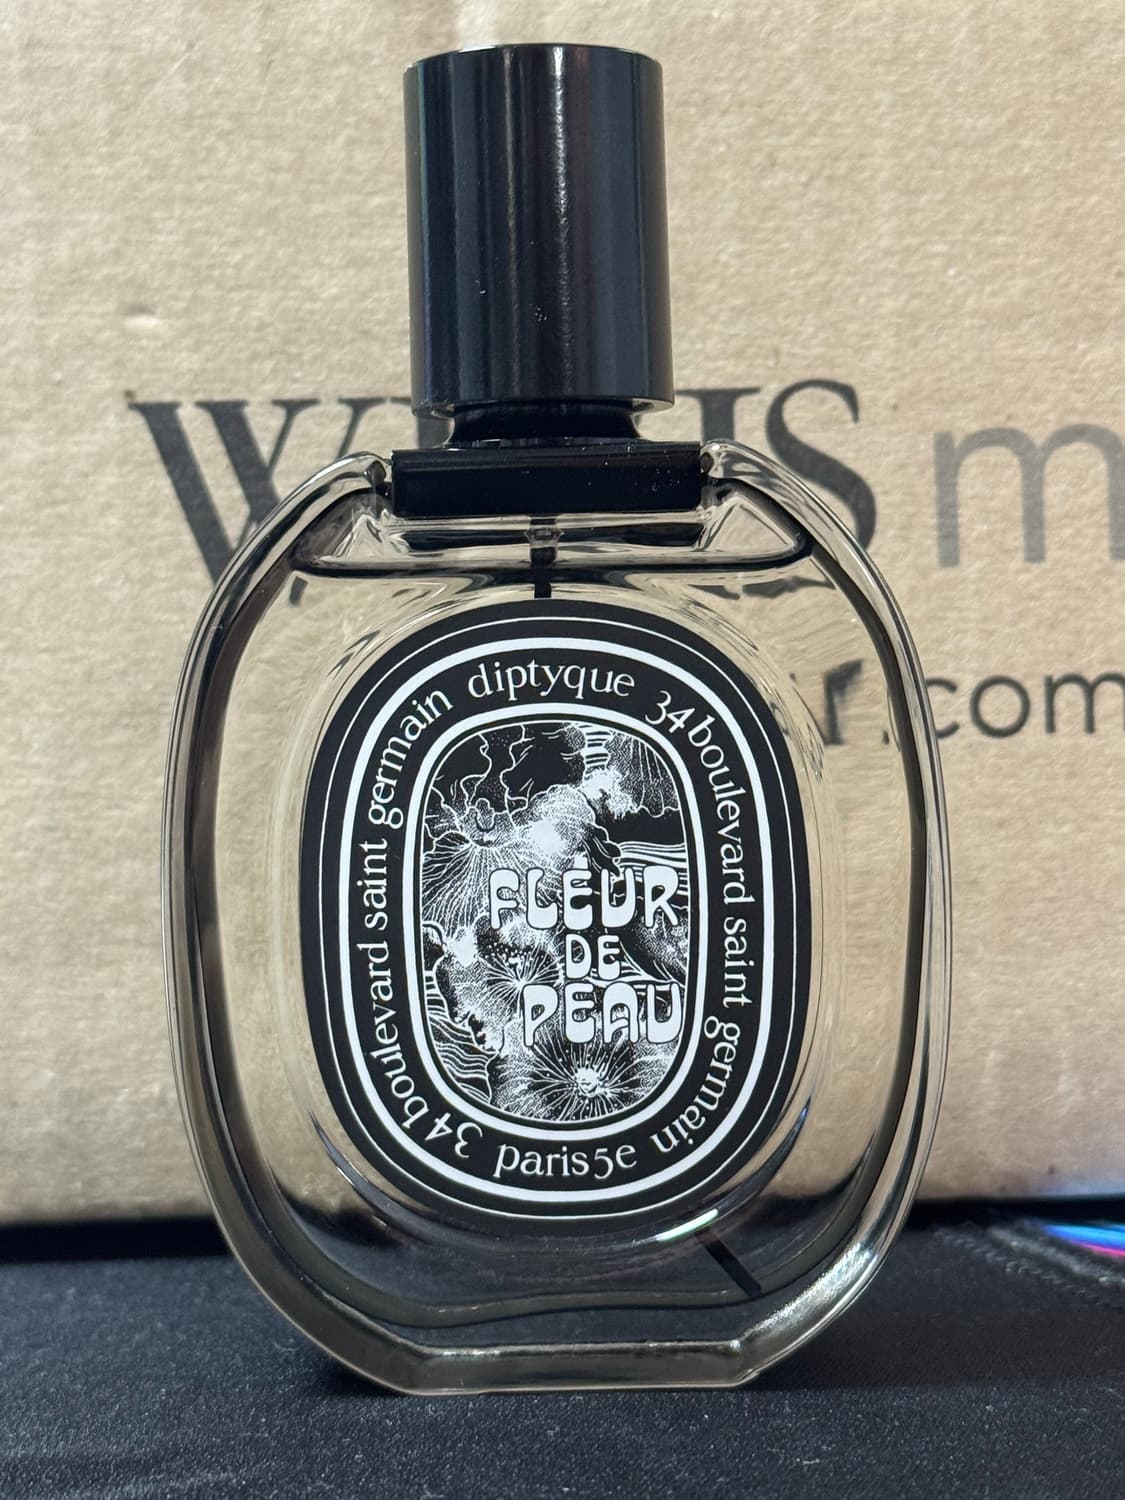 diptyque
34 boulevard saint germain
paris 5e
34 boulevard saint germain
FLEUR
DE
PEAU
m
.com